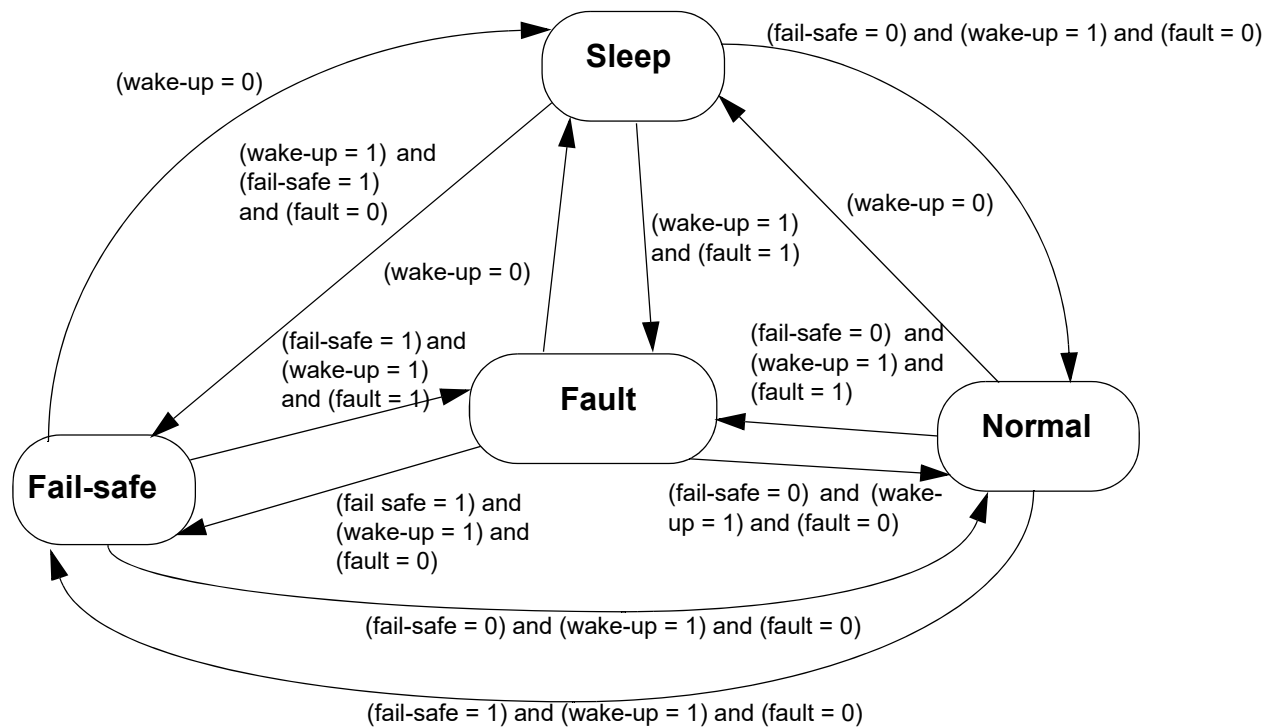 Sleep
(fail-safe = 0) and (wake-up = 1) and (fault = 0)
(wake-up = 0)
(wake-up = 1) and
(fail-safe = 1)
and (fault = 0)
(wake-up = 0)
(wake-up = 1)
and (fault = 1)
(wake-up = 0)
(fail-safe = 1) and
(wake-up = 1)
and (fault = 1)
Fault
(fail-safe = 0) and
(wake-up = 1) and
(fault = 1)
Normal
Fail-safe
(fail safe = 1) and
(wake-up = 1) and
(fault = 0)
(fail-safe = 0) and (wake-
up = 1) and (fault = 0)
(fail-safe = 0) and (wake-up = 1) and (fault = 0)
(fail-safe = 1) and (wake-up = 1) and (fault = 0)